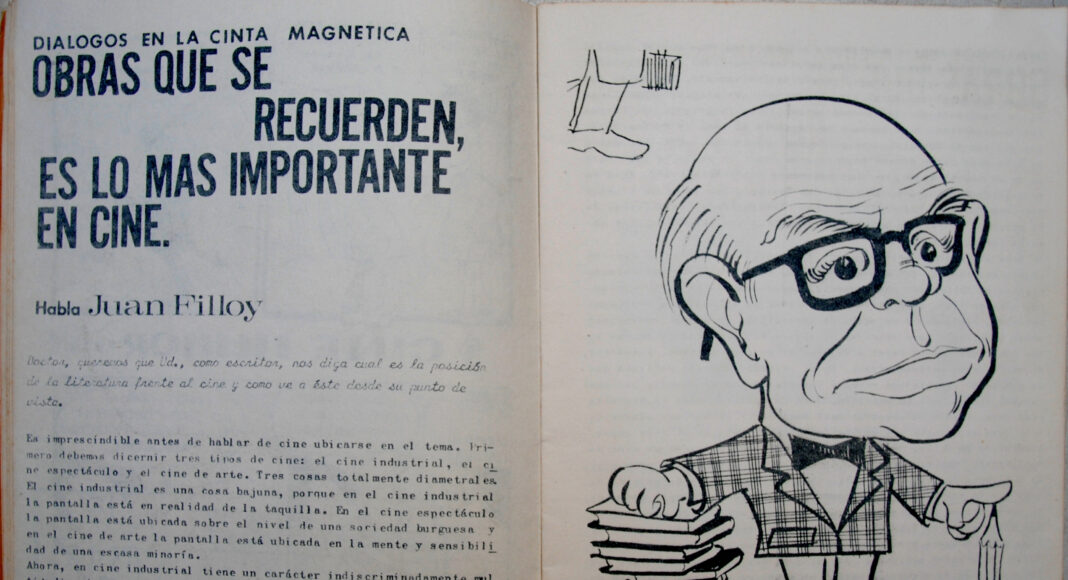 DIALOGOS EN LA CINTA MAGNETICA
OBRAS QUE SE
RECUERDEN,
ES LO MAS IMPORTANTE
EN CINE.
Habla Juan Filloy
Doctor, queremos que Ud., como escritor, nos diga cual es la posición
de la literatura frente al cine y como ve a éste desde su punto de
vista.
Es imprescindible antes de hablar de cine ubicarse en el tema. Pri-
mero debemos dicernir tres tipos de cine: el cine industrial, el ci
ne espectáculo y el cine de arte. Tres cosas totalmente diametrales.
El cine industrial es una cosa bajuna, porque en el cine industrial
la pantalla está en realidad de la taquilla. En el cine espectáculo
la pantalla está ubicada sobre el nivel de una sociedad burguesa y
en el cine de arte la pantalla está ubicada en la mente y sensibili
dad de una escasa minoría.
Ahora, en cine industrial tiene un carácter indiscriminadamente mul